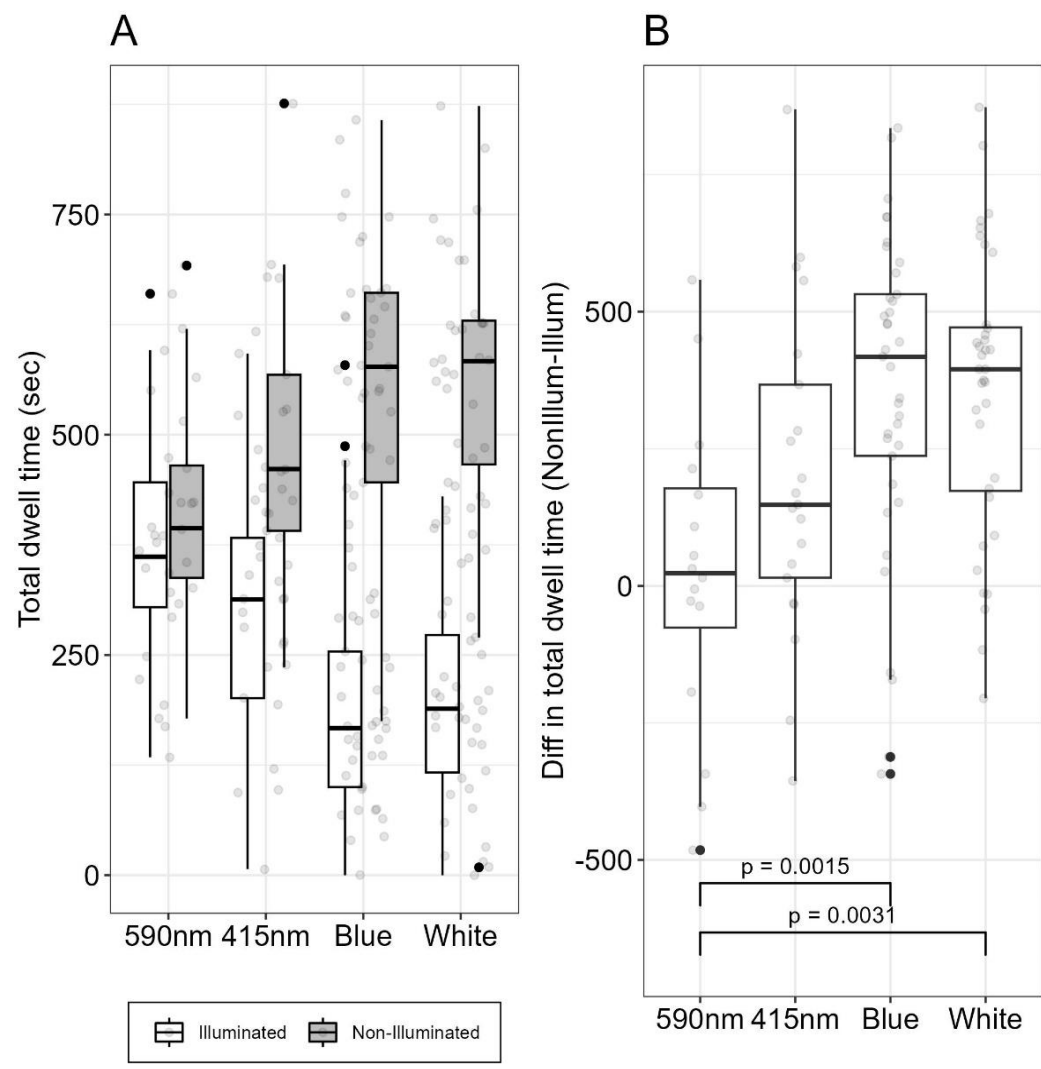 A
Total dwell time (sec)
750
500
250
0
590nm 415nm Blue White
Illuminated Non-Illuminated
B
Diff in total dwell time (NonIllum-Illum)
500
0
-500
p = 0.0015
p = 0.0031
590nm 415nm Blue White